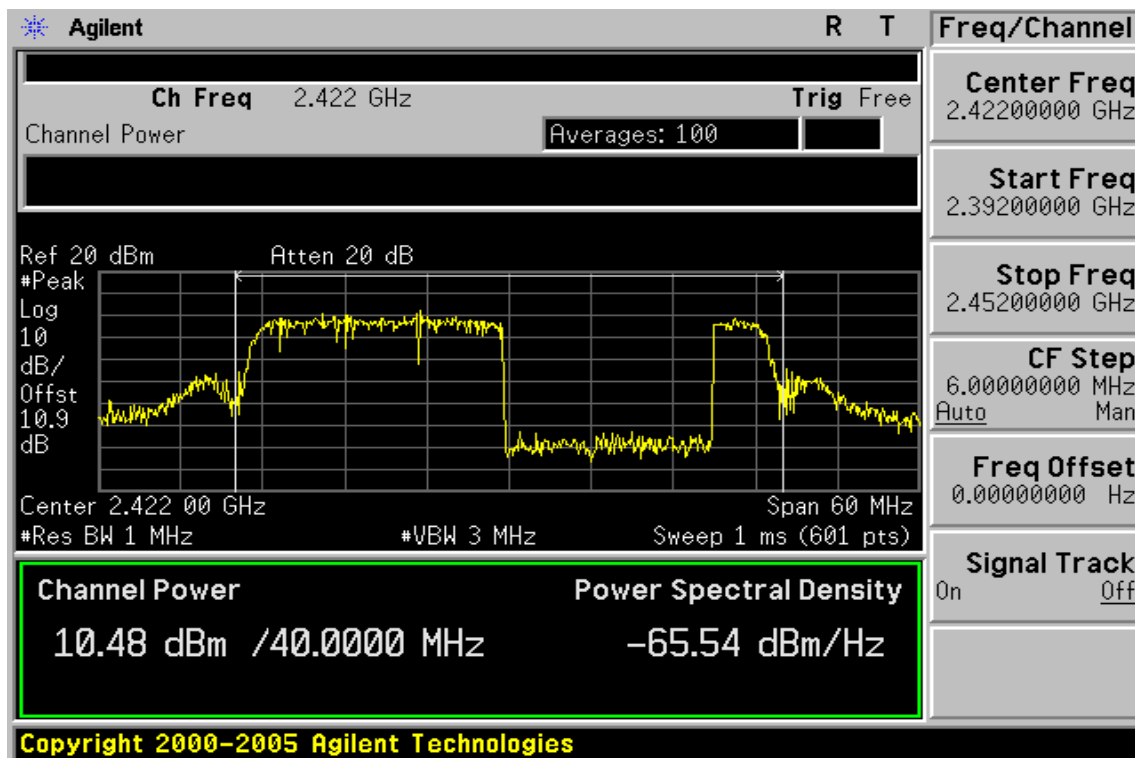 Agilent R T Freq/Channel
Ch Freq 2.422 GHz Trig Free
Channel Power Averages: 100
Center Freq
2.42200000 GHz
Start Freq
2.39200000 GHz
Stop Freq
2.45200000 GHz
CF Step
6.00000000 MHz
Auto Man
Freq Offset
0.00000000 Hz
Signal Track
On Off
Ref 20 dBm Atten 20 dB
#Peak
Log
10
dB/
Offst
10.9
dB
Center 2.422 00 GHz Span 60 MHz
#Res BW 1 MHz #VBW 3 MHz Sweep 1 ms (601 pts)
Channel Power Power Spectral Density
10.48 dBm /40.0000 MHz -65.54 dBm/Hz
Copyright 2000-2005 Agilent Technologies